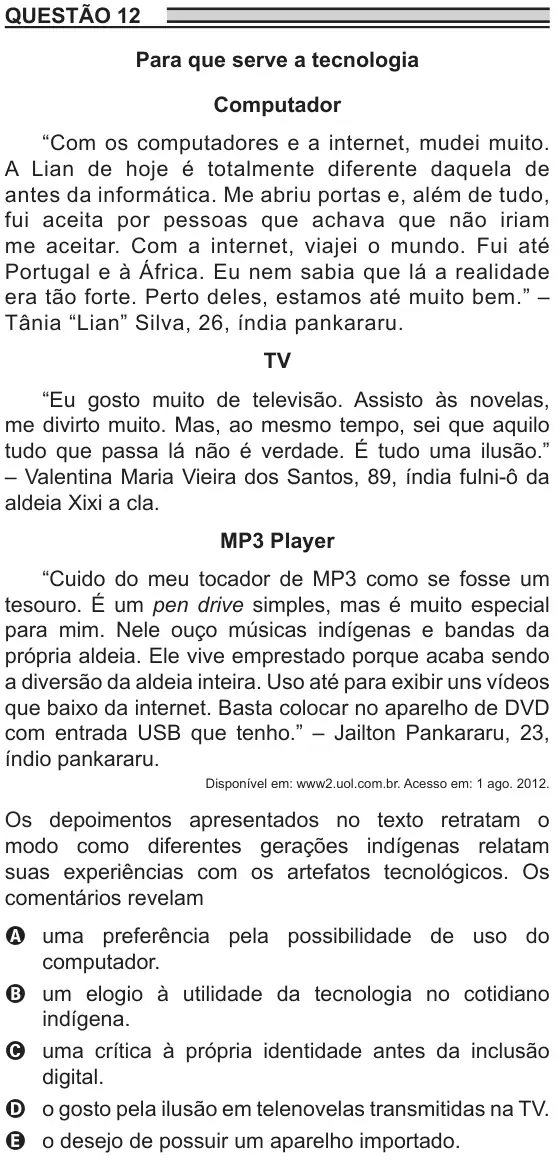 QUESTÃO 12
Para que serve a tecnologia
Computador
“Com os computadores e a internet, mudei muito.
A Lian de hoje é totalmente diferente daquela de
antes da informática. Me abriu portas e, além de tudo,
fui aceita por pessoas que achava que não iriam
me aceitar. Com a internet, viajei o mundo. Fui até
Portugal e à África. Eu nem sabia que lá a realidade
era tão forte. Perto deles, estamos até muito bem.” –
Tânia “Lian” Silva, 26, índia pankararu.
TV
“Eu gosto muito de televisão. Assisto às novelas,
me divirto muito. Mas, ao mesmo tempo, sei que aquilo
tudo que passa lá não é verdade. É tudo uma ilusão.”
– Valentina Maria Vieira dos Santos, 89, índia fulni-ô da
aldeia Xixi a cla.
MP3 Player
“Cuido do meu tocador de MP3 como se fosse um
tesouro. É um pen drive simples, mas é muito especial
para mim. Nele ouço músicas indígenas e bandas da
própria aldeia. Ele vive emprestado porque acaba sendo
a diversão da aldeia inteira. Uso até para exibir uns vídeos
que baixo da internet. Basta colocar no aparelho de DVD
com entrada USB que tenho.” – Jailton Pankararu, 23,
índio pankararu.
Disponível em: www2.uol.com.br. Acesso em: 1 ago. 2012.
Os depoimentos apresentados no texto retratam o
modo como diferentes gerações indígenas relatam
suas experiências com os artefatos tecnológicos. Os
comentários revelam
A uma preferência pela possibilidade de uso do
computador.
B um elogio à utilidade da tecnologia no cotidiano
indígena.
C uma crítica à própria identidade antes da inclusão
digital.
D o gosto pela ilusão em telenovelas transmitidas na TV.
E o desejo de possuir um aparelho importado.